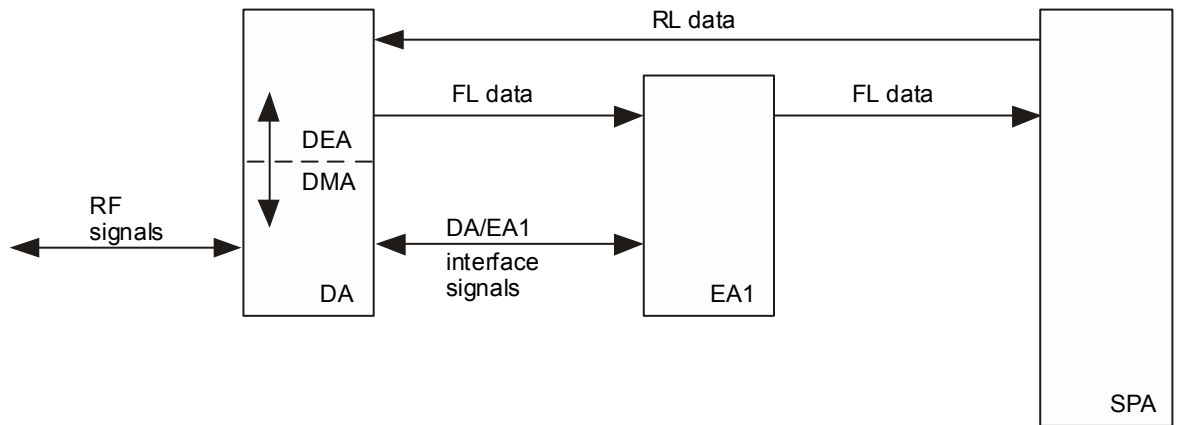 RL data
FL data
FL data
DEA
DMA
RF
signals
DA/EA1
interface
signals
DA
EA1
SPA